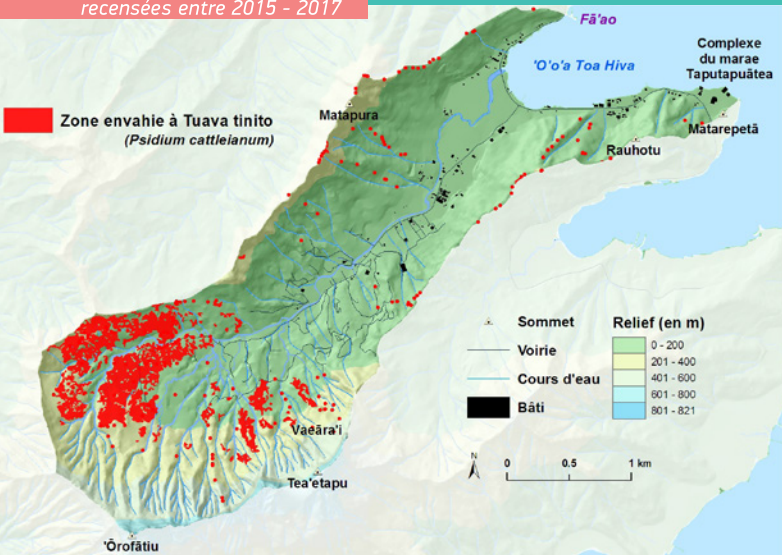 recensées entre 2015 - 2017
Fā'ao
'O'o'a Toa Hiva
Complexe
du marae
Taputapuātea
Zone envahie à Tuava tinito
(Psidium cattleianum)
Matapura
Matarepetā
Rauhotu
Sommet
Voirie
Cours d'eau
Bâti
Relief (en m)
0 - 200
201 - 400
401 - 600
601 - 800
801 - 821
Vaeāra'i
N
0 0.5 1 km
Tea'etapu
'Ōrofātiu